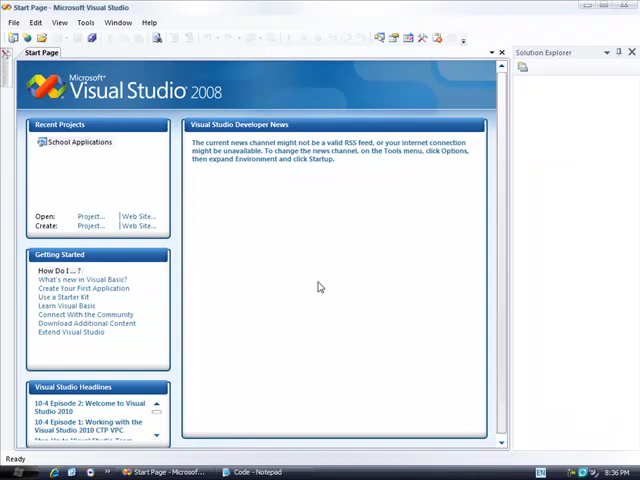 Start Page - Microsoft Visual Studio
File Edit View Tools Window Help
Start Page
Solution Explorer
Microsoft®
Visual Studio® 2008
Recent Projects
School Applications
Open: Project... Web Site...
Create: Project... Web Site...
Getting Started
How Do I ... ?
What's new in Visual Basic?
Create Your First Application
Use a Starter Kit
Learn Visual Basic
Connect With the Community
Download Additional Content
Extend Visual Studio
Visual Studio Headlines
10-4 Episode 2: Welcome to Visual
Studio 2010
10-4 Episode 1: Working with the
Visual Studio 2010 CTP VPC
Visual Studio Developer News
The current news channel might not be a valid RSS feed, or your internet connection
might be unavailable. To change the news channel, on the Tools menu, click Options,
then expand Environment and click Startup.
Ready
Start Page - Microsof...
Code - Notepad
EN
8:36 PM